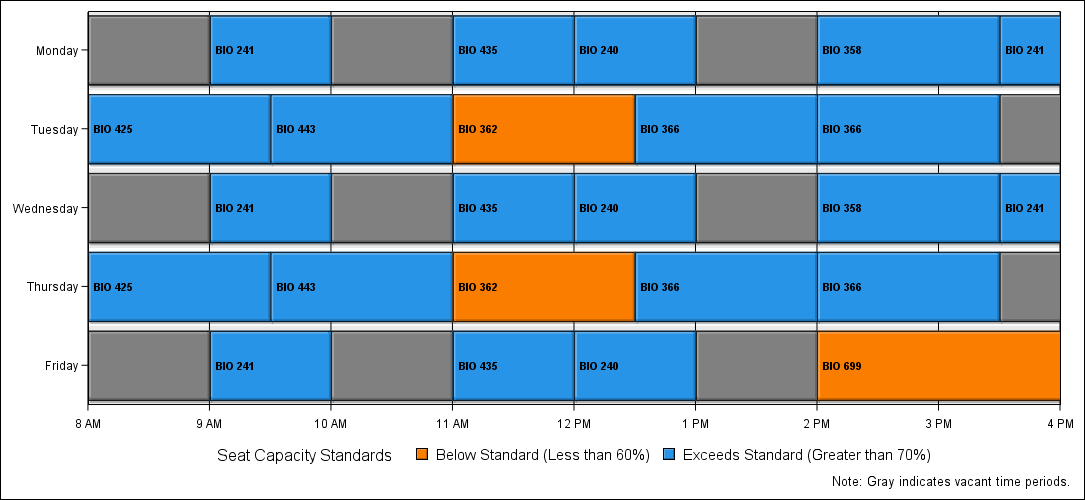 Monday BIO 241 BIO 435 BIO 240 BIO 358 BIO 241
Tuesday BIO 425 BIO 443 BIO 362 BIO 366 BIO 366
Wednesday BIO 241 BIO 435 BIO 240 BIO 358 BIO 241
Thursday BIO 425 BIO 443 BIO 362 BIO 366 BIO 366
Friday BIO 241 BIO 435 BIO 240 BIO 699
8 AM 9 AM 10 AM 11 AM 12 PM 1 PM 2 PM 3 PM 4 PM
Seat Capacity Standards Below Standard (Less than 60%) Exceeds Standard (Greater than 70%)
Note: Gray indicates vacant time periods.